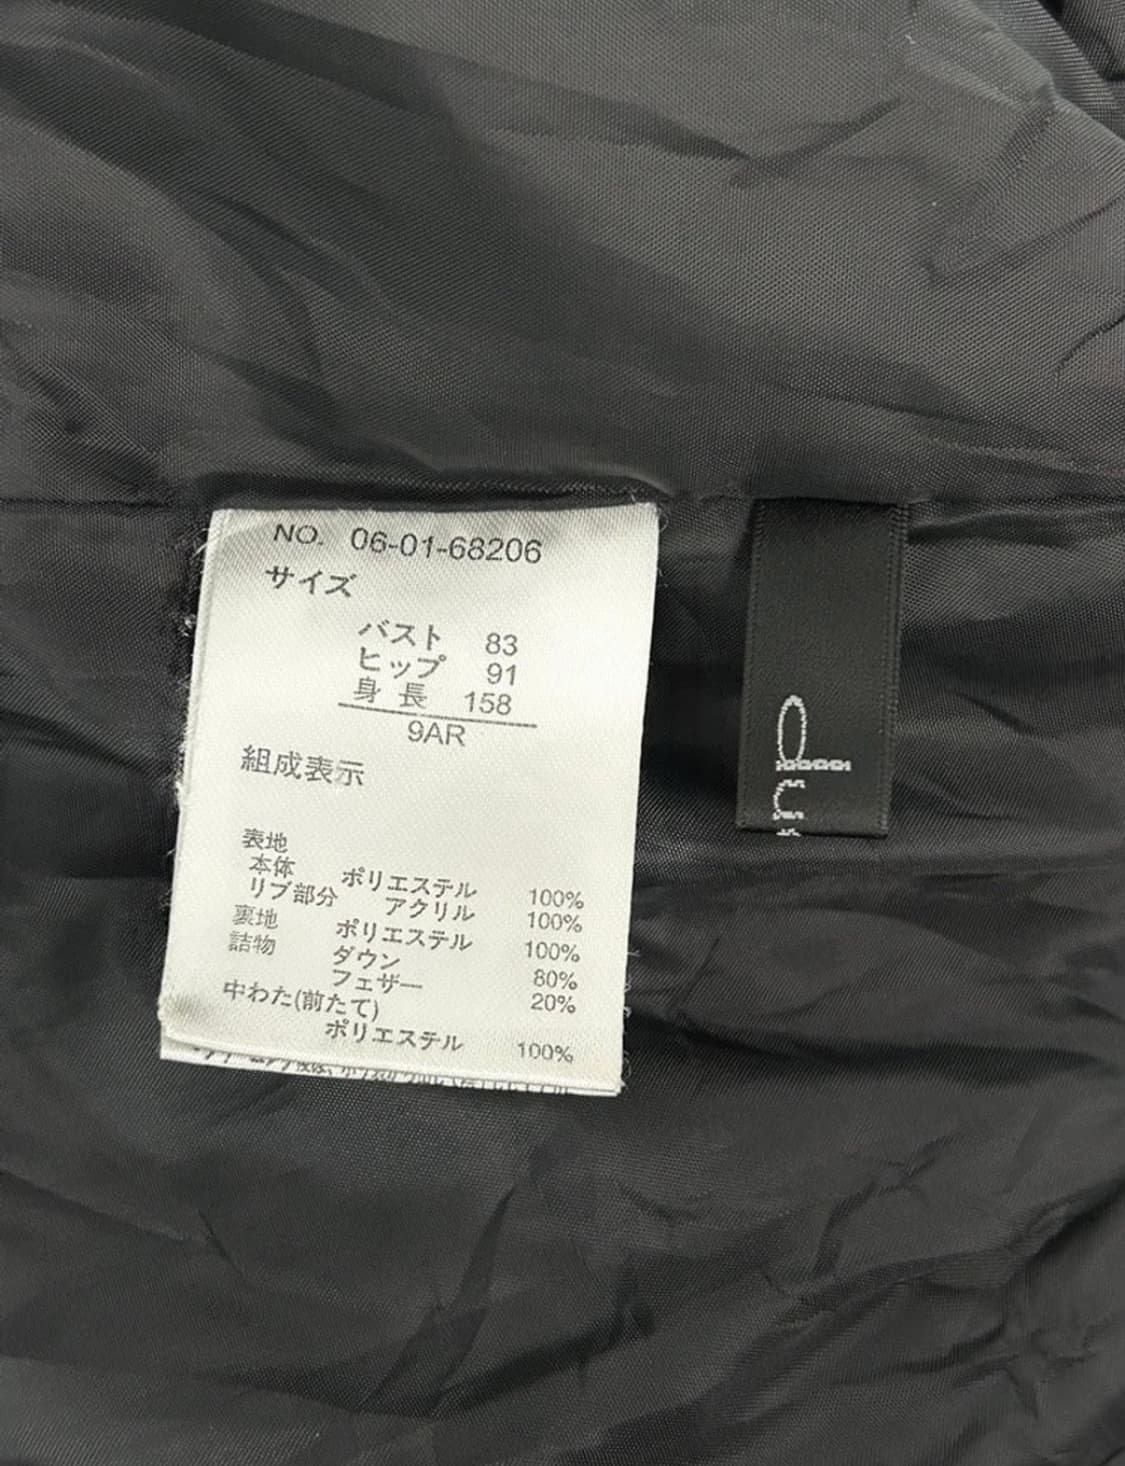 NO. 06-01-68206
サイズ
バスト 83
ヒップ 91
身長 158
9AR
組成表示
表地
本体 ポリエステル 100%
リブ部分 アクリル 100%
裏地 ポリエステル 100%
詰物 ダウン 80%
フェザー 20%
中わた(前たて)
ポリエステル 100%